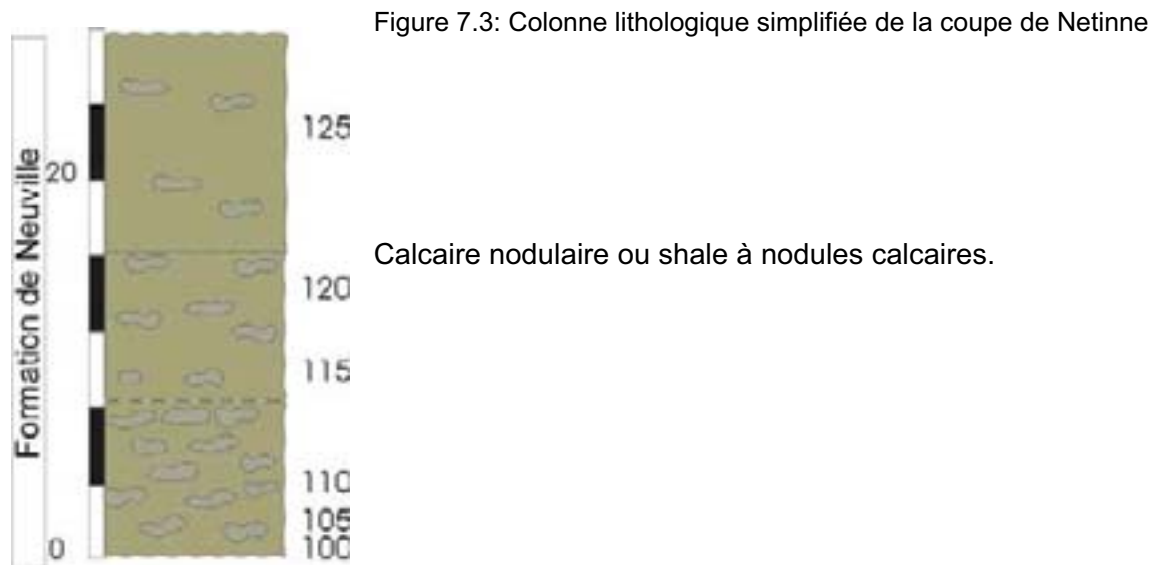 Figure 7.3: Colonne lithologique simplifiée de la coupe de Netinne
Formation de Neuville
20
0
125
120
115
110
105
100
Calcaire nodulaire ou shale à nodules calcaires.